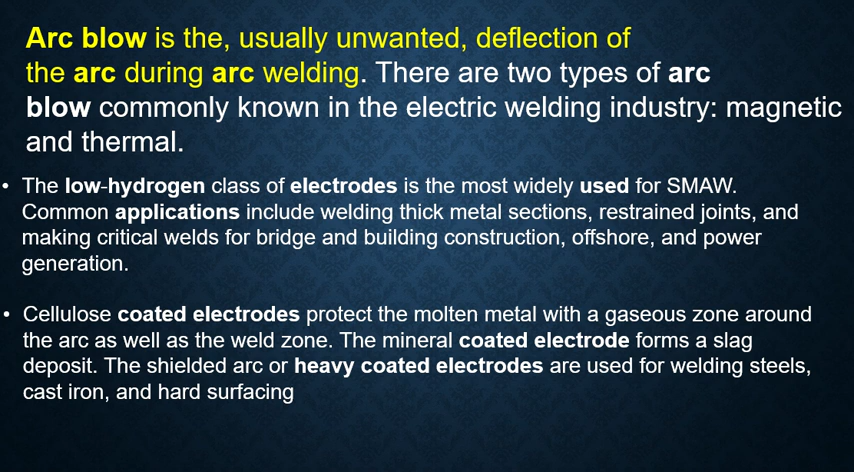 Arc blow is the, usually unwanted, deflection of
the arc during arc welding. There are two types of arc
blow commonly known in the electric welding industry: magnetic
and thermal.
• The low-hydrogen class of electrodes is the most widely used for SMAW.
Common applications include welding thick metal sections, restrained joints, and
making critical welds for bridge and building construction, offshore, and power
generation.
• Cellulose coated electrodes protect the molten metal with a gaseous zone around
the arc as well as the weld zone. The mineral coated electrode forms a slag
deposit. The shielded arc or heavy coated electrodes are used for welding steels,
cast iron, and hard surfacing